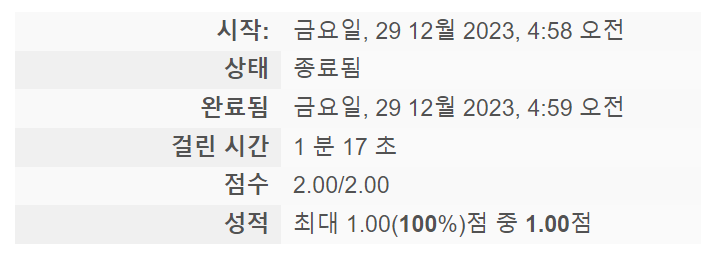 시작: 금요일, 29 12월 2023, 4:58 오전
상태 종료됨
완료됨 금요일, 29 12월 2023, 4:59 오전
걸린 시간 1 분 17 초
점수 2.00/2.00
성적 최대 1.00(100%)점 중 1.00점